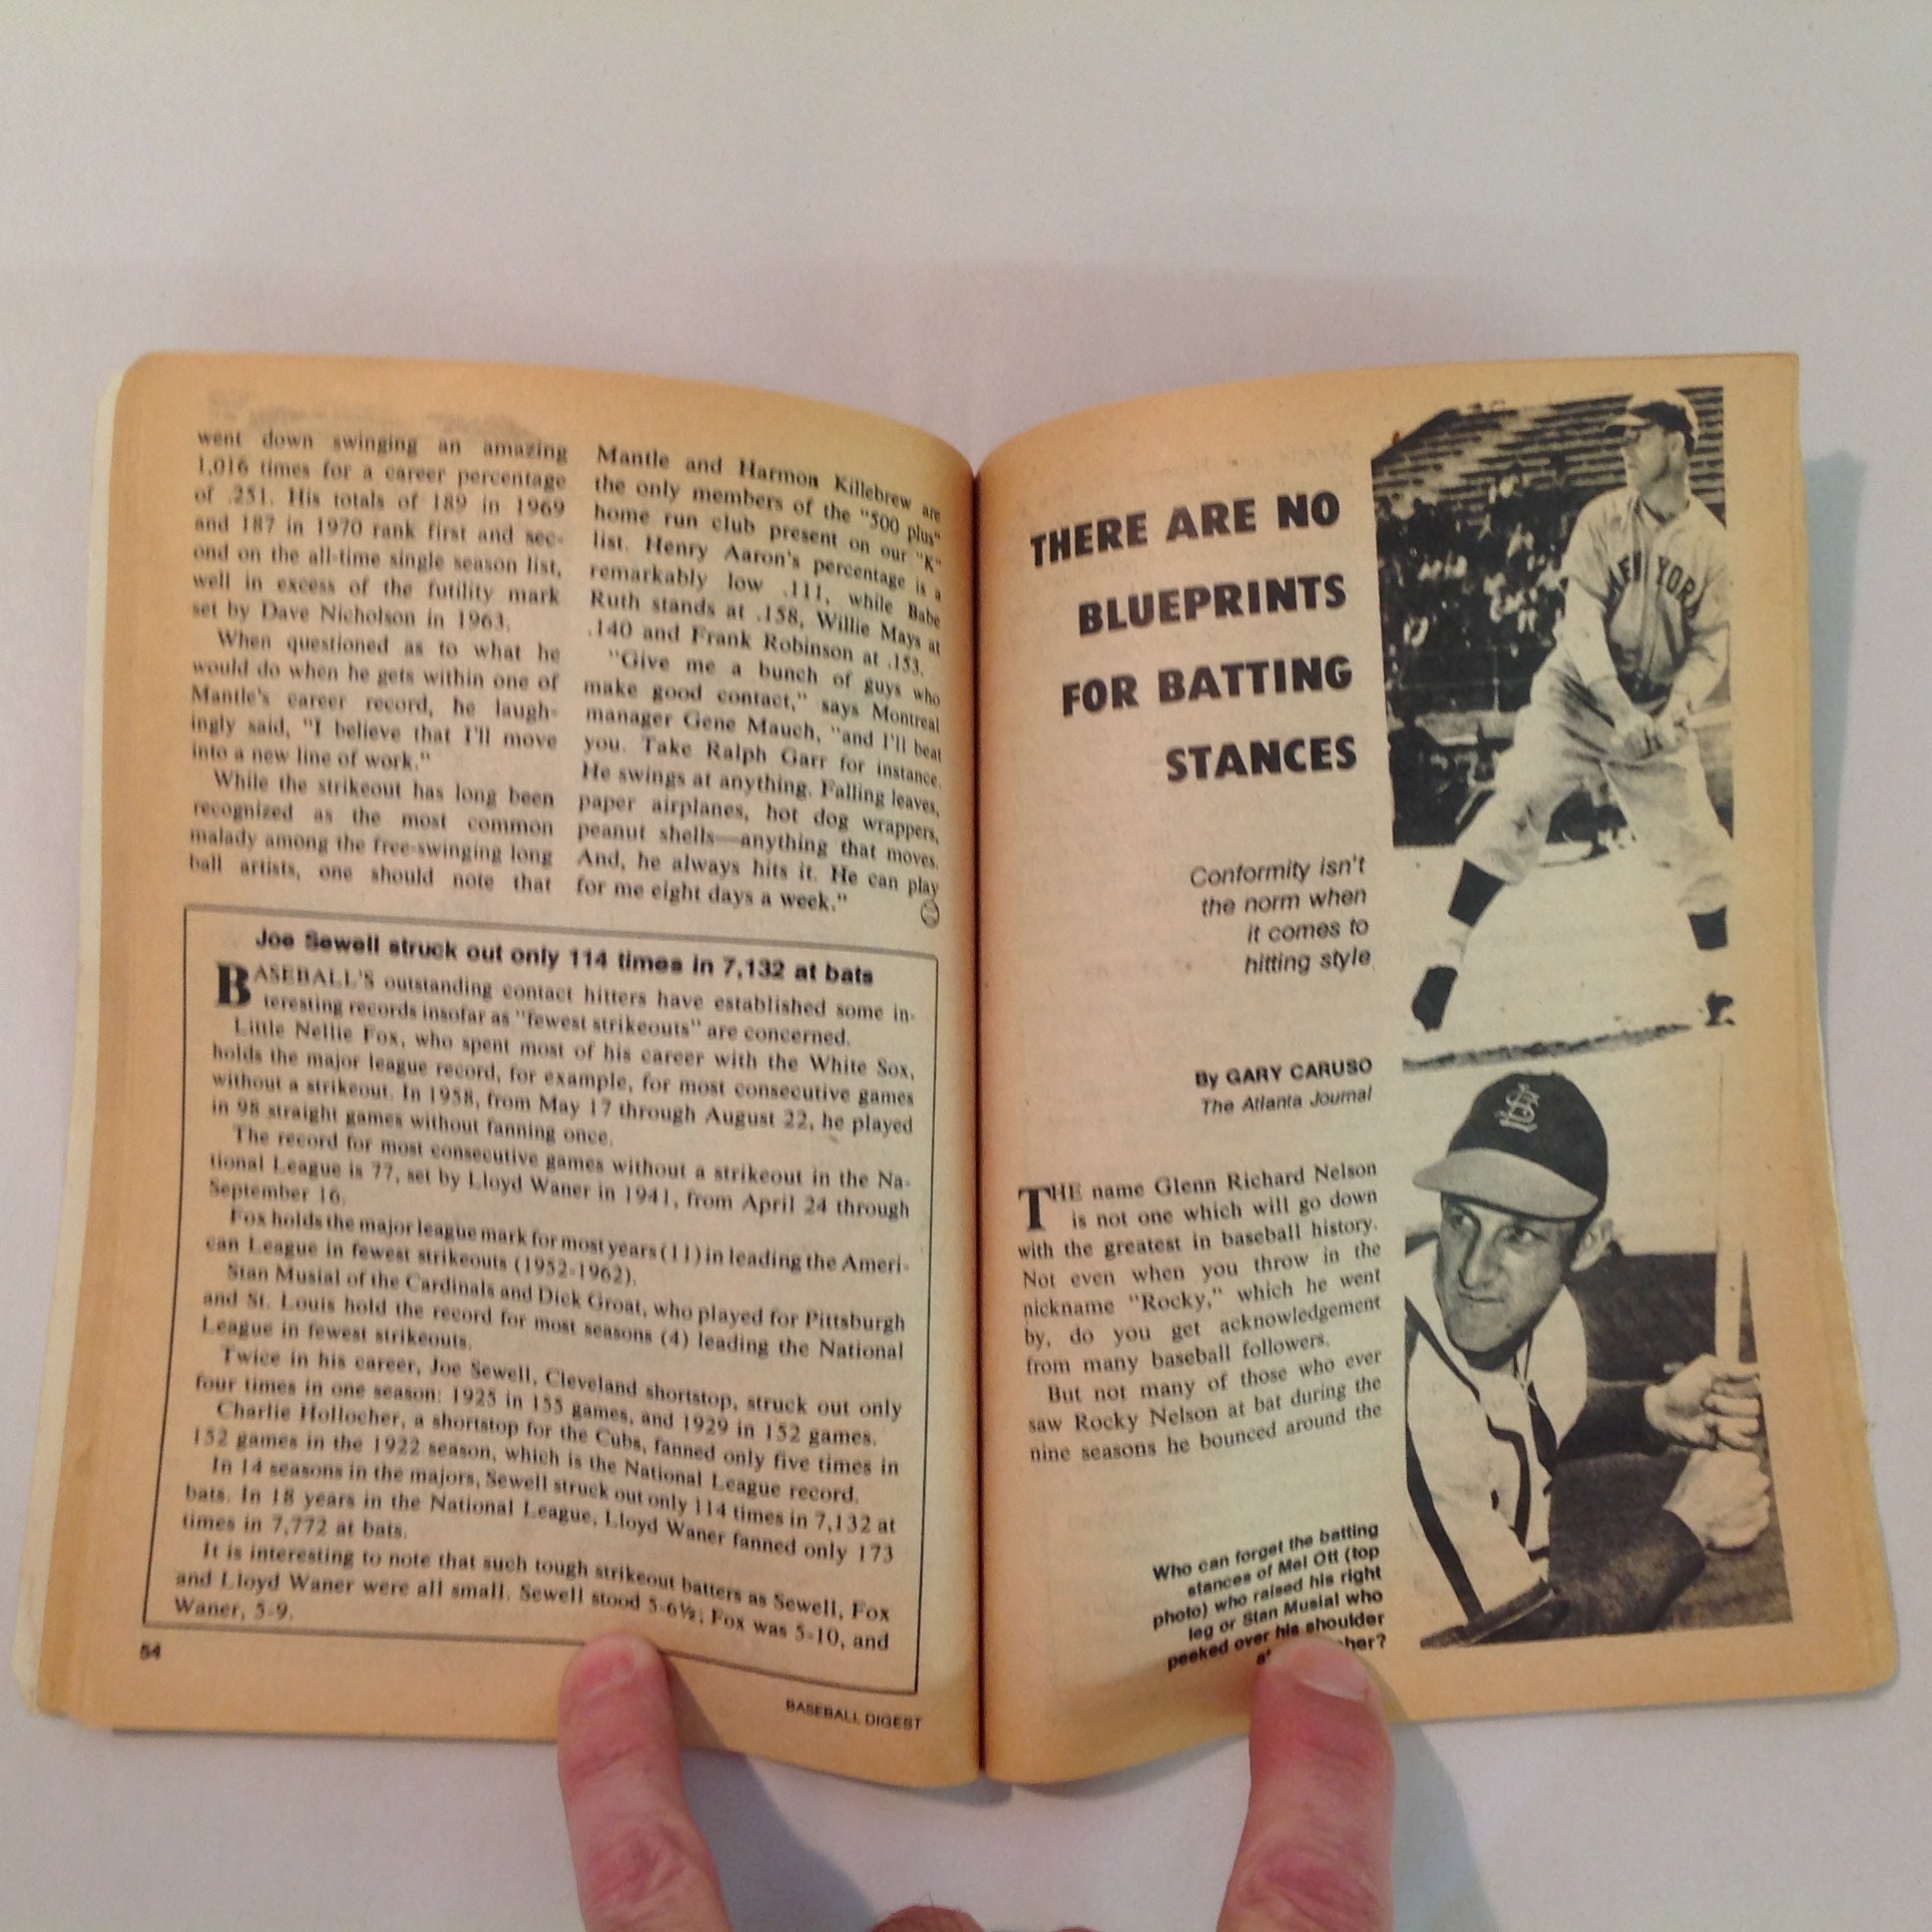 went down swinging an amazing
1,016 times for a career percentage
of .251. His totals of 189 in 1969
and 187 in 1970 rank first and sec-
ond on the all-time single season list,
well in excess of the futility mark
set by Dave Nicholson in 1963.
When questioned as to what he
would do when he gets within one of
Mantle's career record, he laugh-
ingly said, "I believe that I'll move
into a new line of work."
While the strikeout has long been
recognized as the most common
malady among the free-swinging long
ball artists, one should note that
Mantle and Harmon Killebrew are
the only members of the "500 plus"
home run club present on our "K"
list. Henry Aaron's percentage is a
remarkably low .111, while Babe
Ruth stands at .158, Willie Mays at
.140 and Frank Robinson at .153.
"Give me a bunch of guys who
make good contact," says Montreal
manager Gene Mauch, "and I'll beat
you. Take Ralph Garr for instance.
He swings at anything. Falling leaves,
paper airplanes, hot dog wrappers,
peanut shells—anything that moves.
And, he always hits it. He can play
for me eight days a week."
Joe Sewell struck out only 114 times in 7,132 at bats
BASEBALL'S outstanding contact hitters have established some in-
teresting records insofar as "fewest strikeouts" are concerned.
Little Nellie Fox, who spent most of his career with the White Sox,
holds the major league record, for example, for most consecutive games
without a strikeout. In 1958, from May 17 through August 22, he played
in 98 straight games without fanning once.
The record for most consecutive games without a strikeout in the Na-
tional League is 77, set by Lloyd Waner in 1941, from April 24 through
September 16.
Fox holds the major league mark for most years (11) in leading the Ameri-
can League in fewest strikeouts (1952-1962).
Stan Musial of the Cardinals and Dick Groat, who played for Pittsburgh
and St. Louis hold the record for most seasons (4) leading the National
League in fewest strikeouts.
Twice in his career, Joe Sewell, Cleveland shortstop, struck out only
four times in one season: 1925 in 155 games, and 1929 in 152 games.
Charlie Hollocher, a shortstop for the Cubs, fanned only five times in
152 games in the 1922 season, which is the National League record.
In 14 seasons in the majors, Sewell struck out only 114 times in 7,132 at
bats. In 18 years in the National League, Lloyd Waner fanned only 173
times in 7,772 at bats.
It is interesting to note that such tough strikeout batters as Sewell, Fox
and Lloyd Waner were all small. Sewell stood 5-6½; Fox was 5-10, and
Waner, 5-9.
54
BASEBALL DIGEST
THERE ARE NO
BLUEPRINTS
FOR BATTING
STANCES
Conformity isn't
the norm when
it comes to
hitting style
By GARY CARUSO
The Atlanta Journal
THE name Glenn Richard Nelson
is not one which will go down
with the greatest in baseball history.
Not even when you throw in the
nickname "Rocky," which he went
by, do you get acknowledgement
from many baseball followers.
But not many of those who ever
saw Rocky Nelson at bat during the
nine seasons he bounced around the
Who can forget the batting
stances of Mel Ott (top
photo) who raised his right
leg or Stan Musial who
peeked over his shoulder
NEW YORK
STL